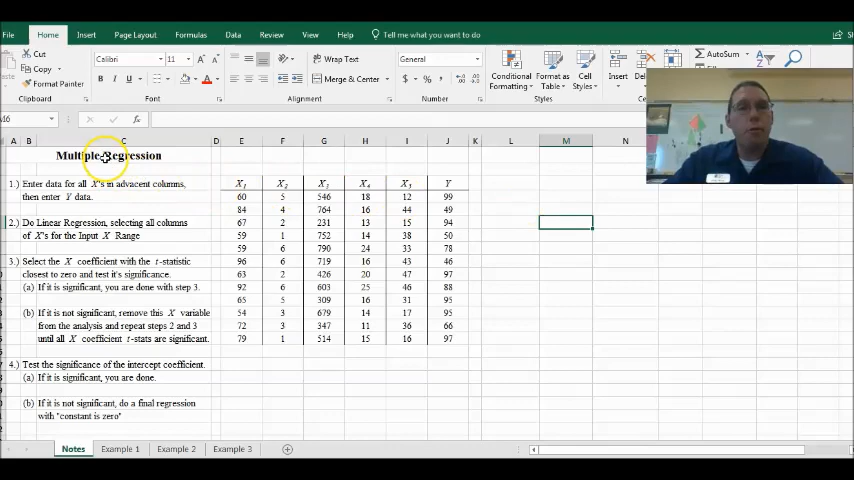 File Home Insert Page Layout Formulas Data Review View Help Tell me what you want to do
Cut
Copy
Format Painter
Calibri 11
B I U
Wrap Text
Merge & Center
Alignment
General
$ % ,
Number
Conditional Formatting
Format as Table
Cell Styles
Styles
Insert
AutoSum
A B C D E F G H I J K L M N
Multiple Regression
1.) Enter data for all X's in advacent columns,
then enter Y data.
2.) Do Linear Regression, selecting all columns
of X's for the Input X Range
3.) Select the X coefficient with the t-statistic
closest to zero and test it's significance.
(a) If it is significant, you are done with step 3.
(b) If it is not significant, remove this X variable
from the analysis and repeat steps 2 and 3
until all X coefficient t-stats are significant.
4.) Test the significance of the intercept coefficient.
(a) If it is significant, you are done.
(b) If it is not significant, do a final regression
with "constant is zero"
X1 X2 X3 X4 X5 Y
60 5 546 18 12 99
84 4 764 16 44 49
67 2 231 13 15 94
59 1 752 14 38 50
59 6 790 24 33 78
96 6 719 16 43 46
63 2 426 20 47 97
92 6 603 25 46 88
65 5 309 16 31 95
54 3 679 14 17 95
72 3 347 11 36 66
79 1 514 15 16 97
Notes Example 1 Example 2 Example 3